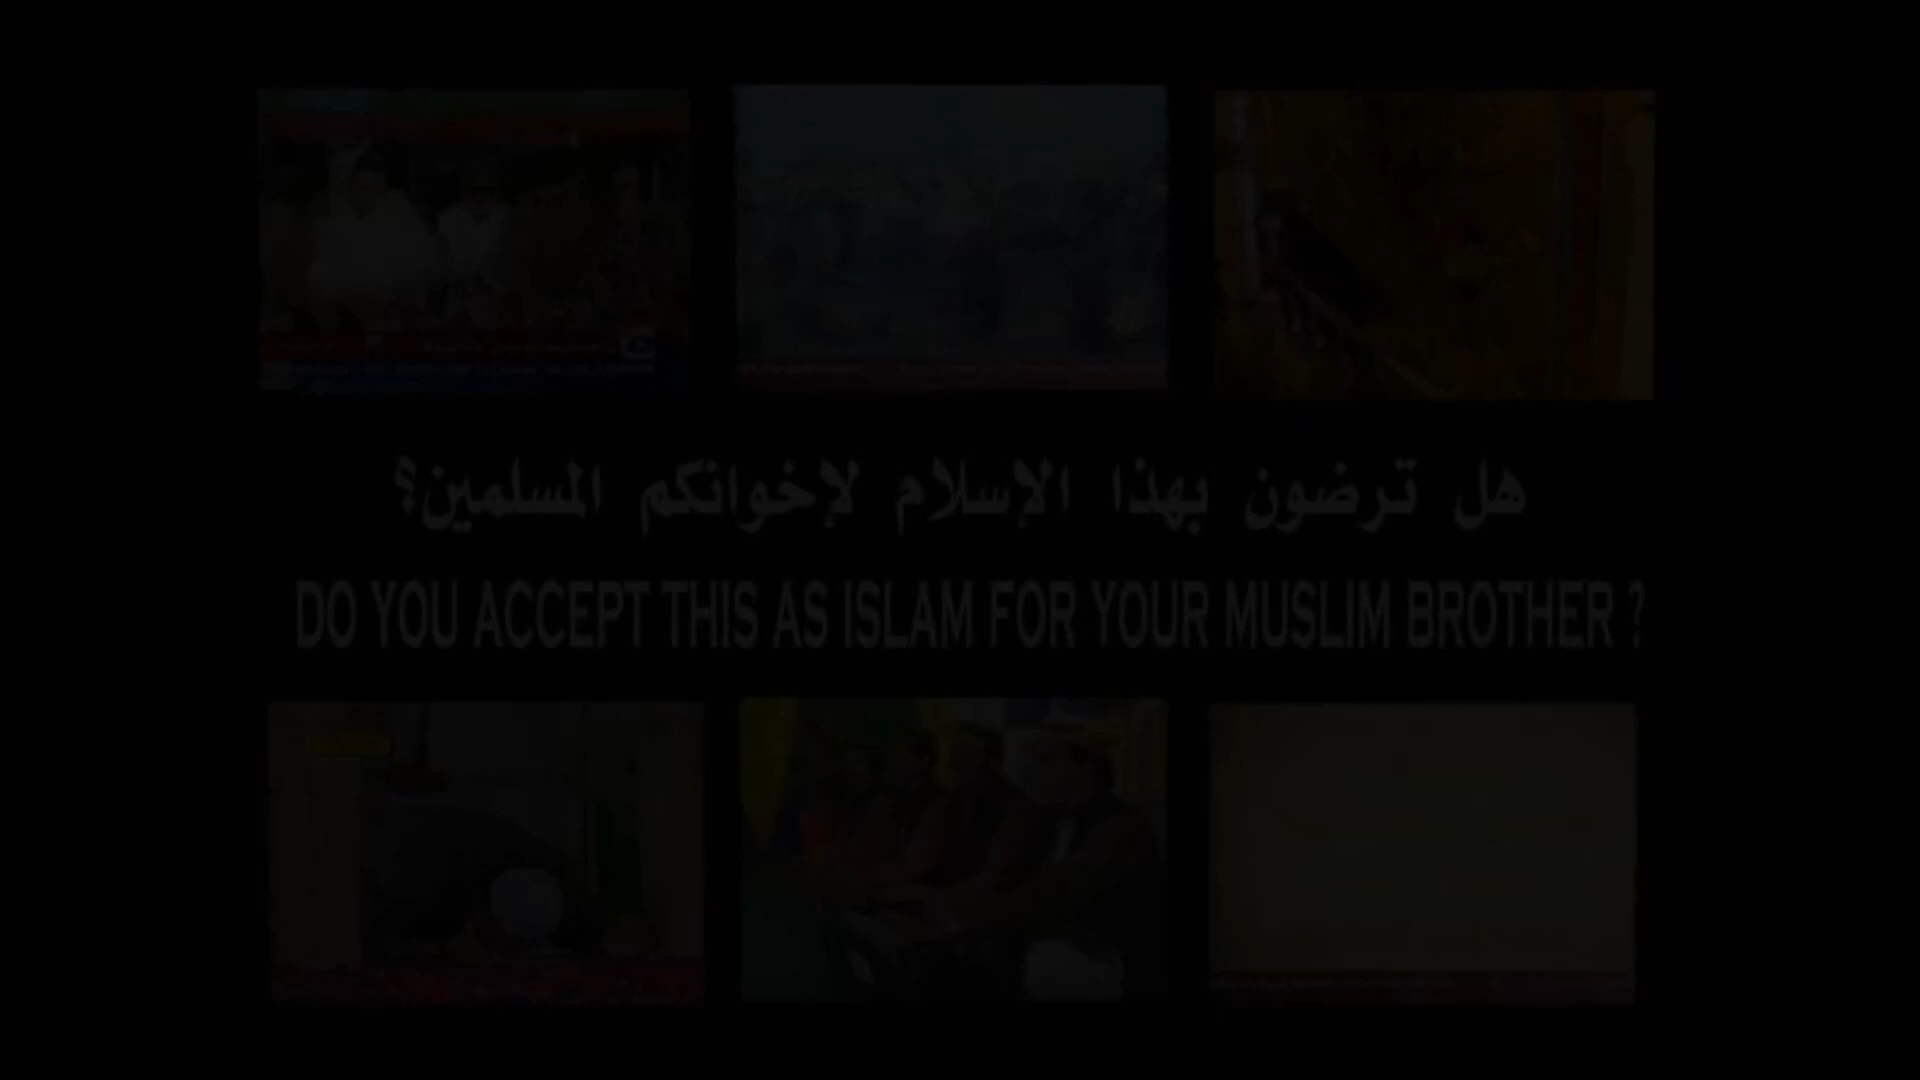 هل ترضون بهذا الإسلام لإخوانكم المسلمين؟
DO YOU ACCEPT THIS AS ISLAM FOR YOUR MUSLIM BROTHER ?